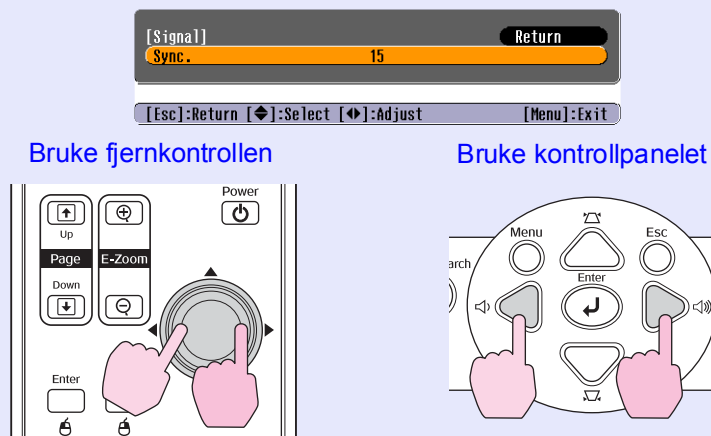 [Signal]
Return
Sync. 15
[Esc]:Return [◆]:Select [◆]:Adjust [Menu]:Exit
Bruke fjernkontrollen
Bruke kontrollpanelet
Power
Up
Page E-Zoom
Down
Enter
Menu
Esc
arch
Enter